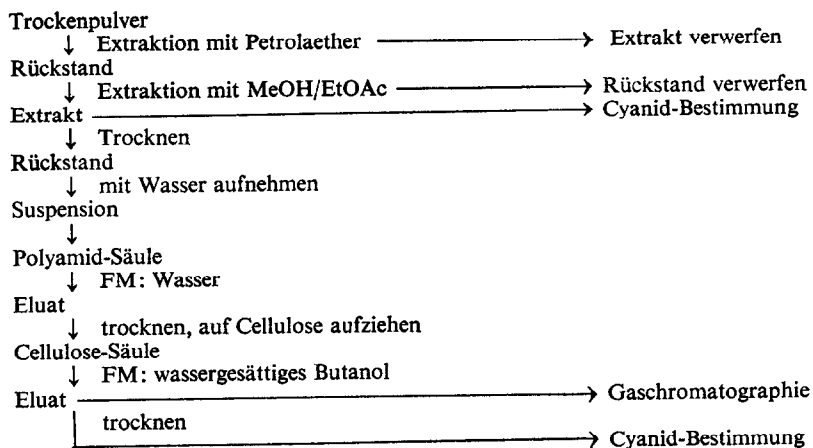 Trockenpulver
↓ Extraktion mit Petrolaether ⟶ Extrakt verwerfen
Rückstand
↓ Extraktion mit MeOH/EtOAc ⟶ Rückstand verwerfen
Extrakt ⟶ Cyanid-Bestimmung
↓ Trocknen
Rückstand
↓ mit Wasser aufnehmen
Suspension
↓
Polyamid-Säule
↓ FM: Wasser
Eluat
↓ trocknen, auf Cellulose aufziehen
Cellulose-Säule
↓ FM: wassergesättiges Butanol
Eluat ⟶ Gaschromatographie
trocknen
⟶ Cyanid-Bestimmung